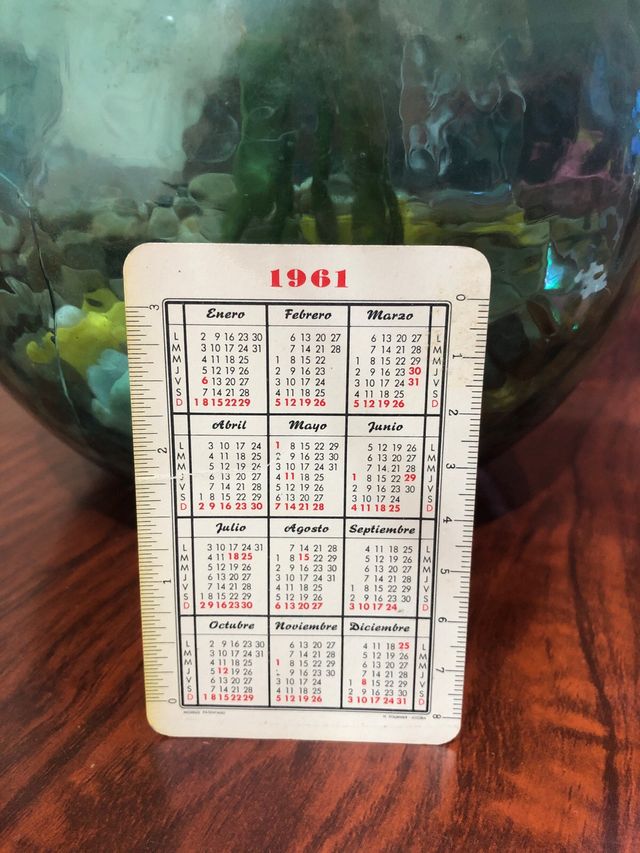 1961
Enero Febrero Marzo
L 2 9 16 23 30 6 13 20 27 6 13 20 27 L
M 3 10 17 24 31 7 14 21 28 7 14 21 28 M
M 4 11 18 25 1 8 15 22 1 8 15 22 29 M
J 5 12 19 26 2 9 16 23 2 9 16 23 30 J
V 6 13 20 27 3 10 17 24 3 10 17 24 31 V
S 7 14 21 28 4 11 18 25 4 11 18 25 S
D 1 8 15 22 29 5 12 19 26 5 12 19 26 D
Abril Mayo Junio
L 3 10 17 24 1 8 15 22 29 5 12 19 26 L
M 4 11 18 25 2 9 16 23 30 6 13 20 27 M
M 5 12 19 26 3 10 17 24 31 7 14 21 28 M
J 6 13 20 27 4 11 18 25 1 8 15 22 29 J
V 7 14 21 28 5 12 19 26 2 9 16 23 30 V
S 1 8 15 22 29 6 13 20 27 3 10 17 24 S
D 2 9 16 23 30 7 14 21 28 4 11 18 25 D
Julio Agosto Septiembre
L 3 10 17 24 31 7 14 21 28 4 11 18 25 L
M 4 11 18 25 1 8 15 22 29 5 12 19 26 M
M 5 12 19 26 2 9 16 23 30 6 13 20 27 M
J 6 13 20 27 3 10 17 24 31 7 14 21 28 J
V 7 14 21 28 4 11 18 25 1 8 15 22 29 V
S 1 8 15 22 29 5 12 19 26 2 9 16 23 30 S
D 2 9 16 23 30 6 13 20 27 3 10 17 24 D
Octubre Noviembre Diciembre
L 2 9 16 23 30 6 13 20 27 4 11 18 25 L
M 3 10 17 24 31 7 14 21 28 5 12 19 26 M
M 4 11 18 25 1 8 15 22 29 6 13 20 27 M
J 5 12 19 26 2 9 16 23 30 7 14 21 28 J
V 6 13 20 27 3 10 17 24 1 8 15 22 29 V
S 7 14 21 28 4 11 18 25 2 9 16 23 30 S
D 1 8 15 22 29 5 12 19 26 3 10 17 24 31 D
3
2
1
0
0
1
2
3
4
5
6
7
8
H. FOURNIER - VITORIA